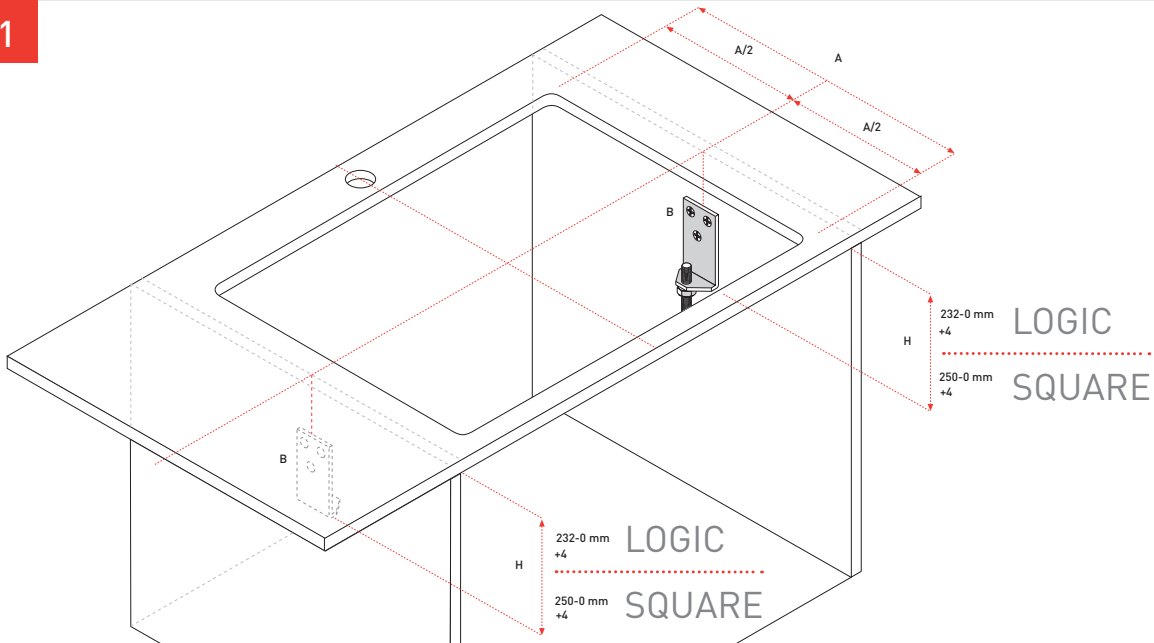 1
A/2
A
A/2
B
232-0 mm
+4
LOGIC
H
250-0 mm
+4
SQUARE
B
232-0 mm
+4
LOGIC
H
250-0 mm
+4
SQUARE